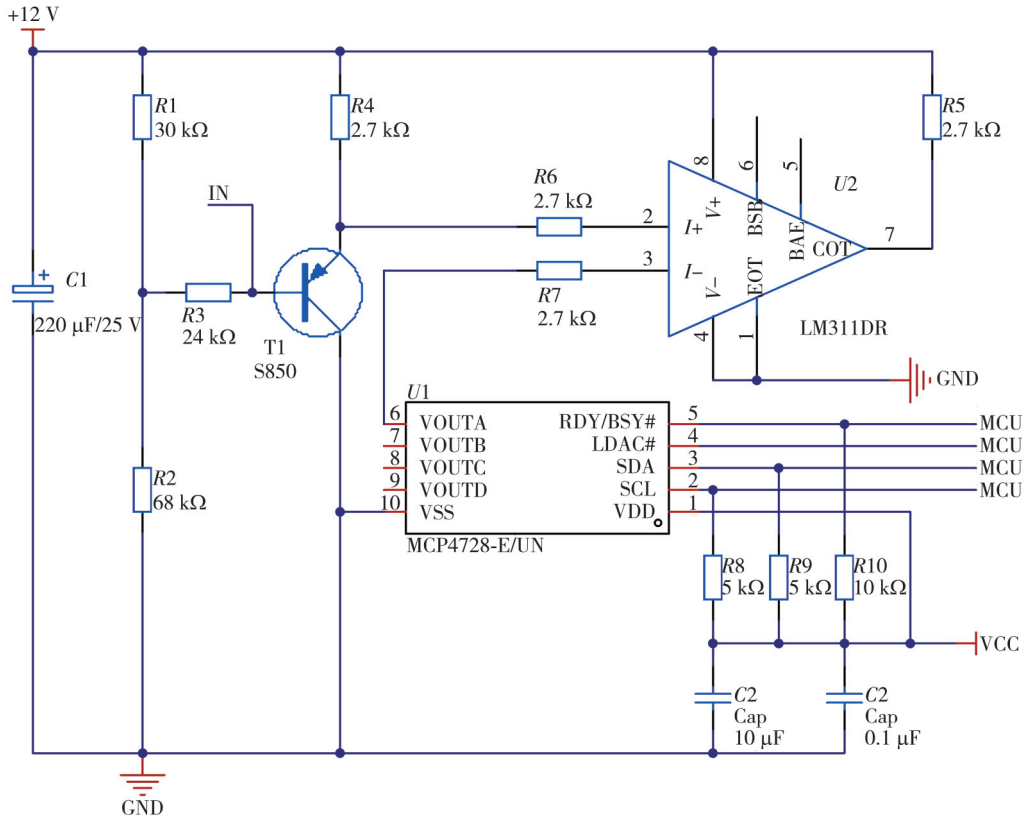 +12 V
R1
30 kΩ
R4
2.7 kΩ
R5
2.7 kΩ
IN
R6
2.7 kΩ
2
I+
8
V+
6
BSB
5
BAE
U2
COT
7
3
I−
R7
2.7 kΩ
V−
4
EOT
1
LM311DR
GND
+
C1
220 μF/25 V
R3
24 kΩ
T1
S850
R2
68 kΩ
U1
6 VOUTA RDY/BSY# 5 MCU
7 VOUTB LDAC# 4 MCU
8 VOUTC SDA 3 MCU
9 VOUTD SCL 2 MCU
10 VSS VDD 1
MCP4728-E/UN
R8
5 kΩ
R9
5 kΩ
R10
10 kΩ
VCC
C2
Cap
10 μF
C2
Cap
0.1 μF
GND